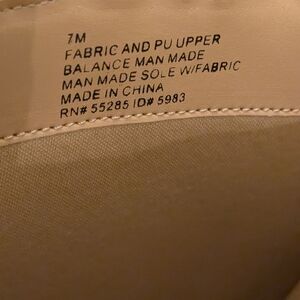 7M
FABRIC AND PU UPPER
BALANCE MAN MADE
MAN MADE SOLE W/FABRIC
MADE IN CHINA
RN# 55285 ID# 5983